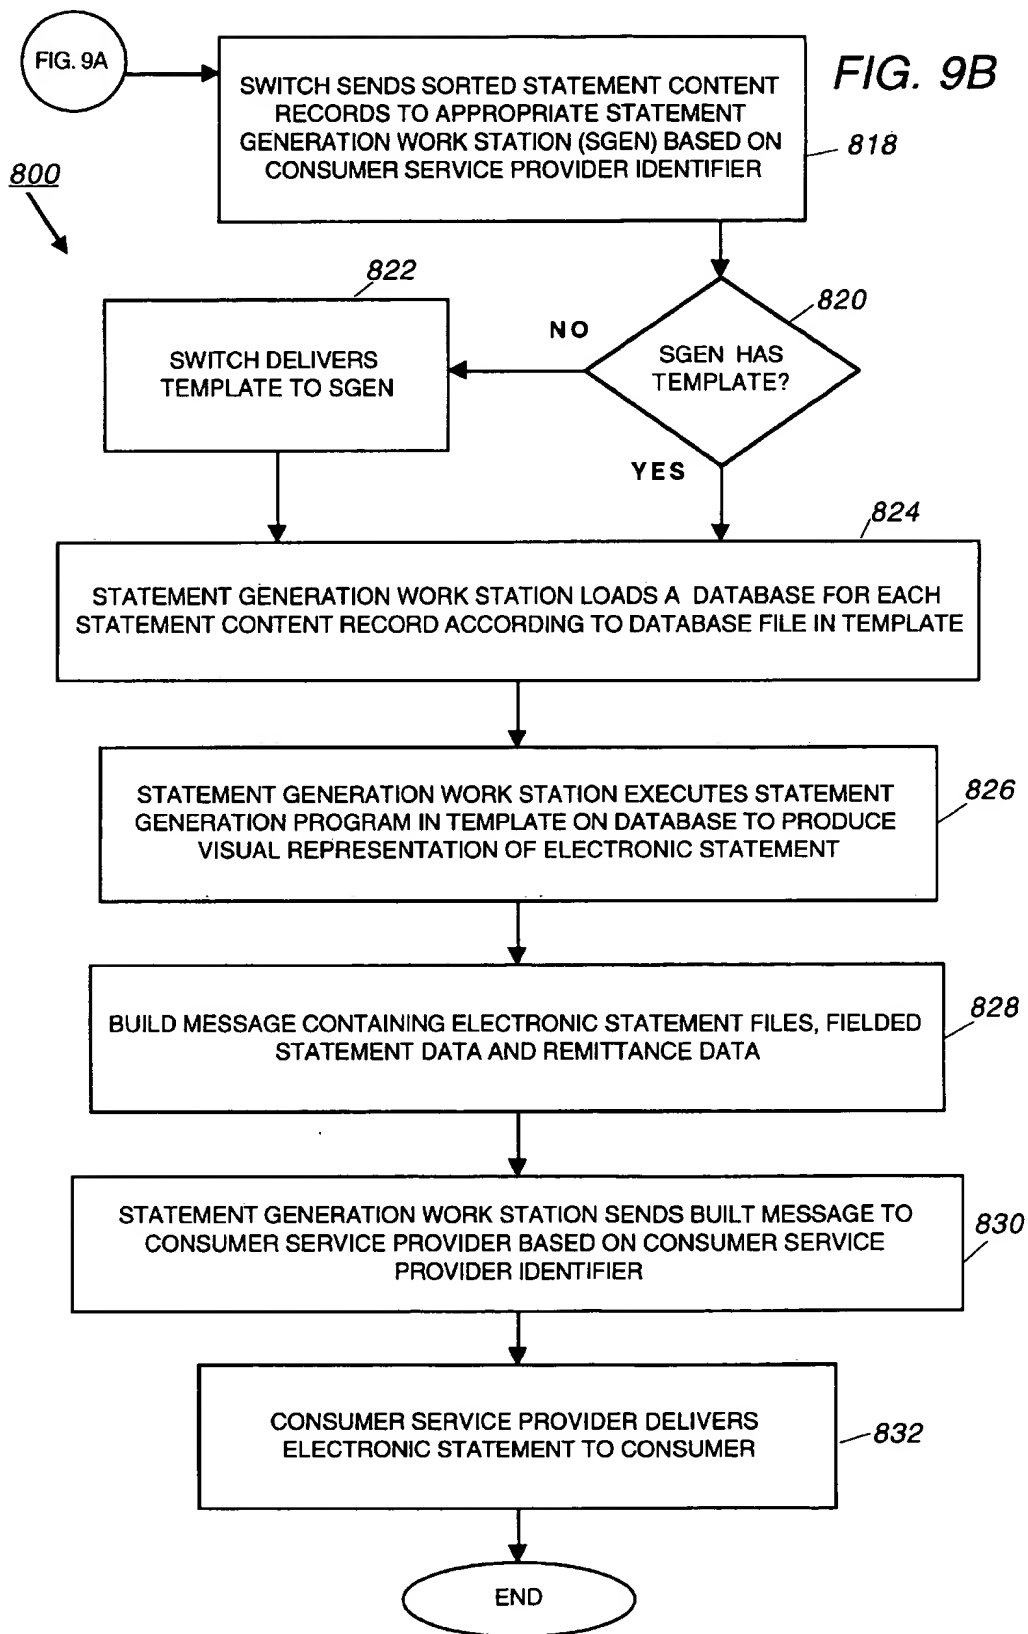 FIG. 9A
FIG. 9B
SWITCH SENDS SORTED STATEMENT CONTENT
RECORDS TO APPROPRIATE STATEMENT
GENERATION WORK STATION (SGEN) BASED ON
CONSUMER SERVICE PROVIDER IDENTIFIER
818
800
822
820
NO
SWITCH DELIVERS
TEMPLATE TO SGEN
SGEN HAS
TEMPLATE?
YES
824
STATEMENT GENERATION WORK STATION LOADS A DATABASE FOR EACH
STATEMENT CONTENT RECORD ACCORDING TO DATABASE FILE IN TEMPLATE
STATEMENT GENERATION WORK STATION EXECUTES STATEMENT
GENERATION PROGRAM IN TEMPLATE ON DATABASE TO PRODUCE
VISUAL REPRESENTATION OF ELECTRONIC STATEMENT
826
BUILD MESSAGE CONTAINING ELECTRONIC STATEMENT FILES, FIELDED
STATEMENT DATA AND REMITTANCE DATA
828
STATEMENT GENERATION WORK STATION SENDS BUILT MESSAGE TO
CONSUMER SERVICE PROVIDER BASED ON CONSUMER SERVICE
PROVIDER IDENTIFIER
830
CONSUMER SERVICE PROVIDER DELIVERS
ELECTRONIC STATEMENT TO CONSUMER
832
END